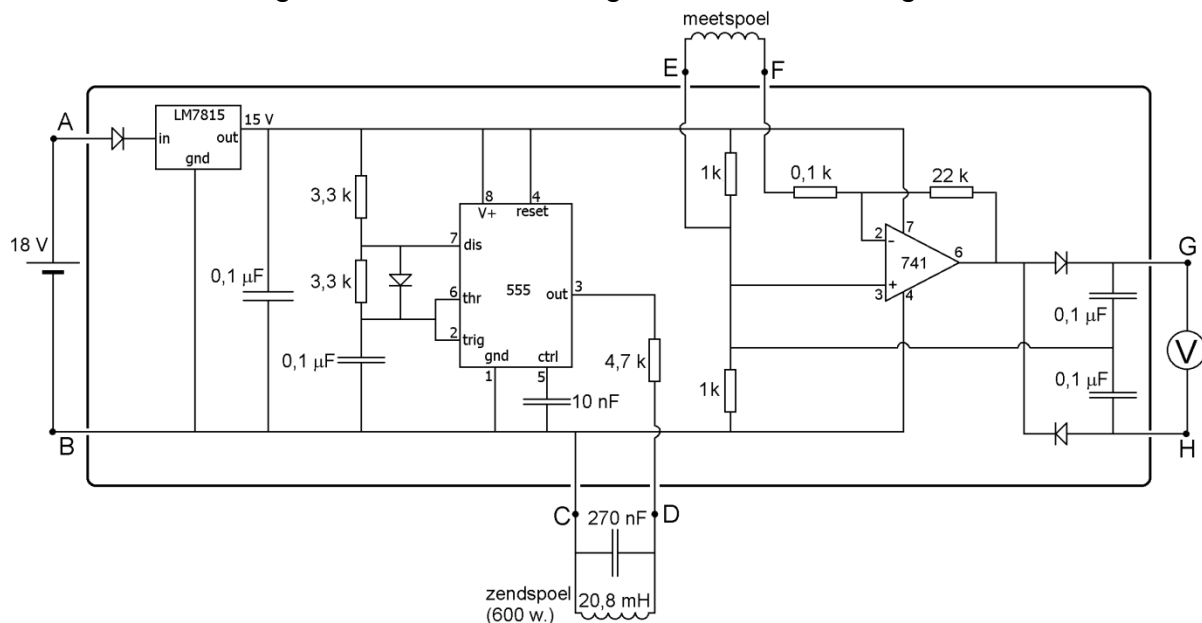 meetspoel
E
F
A
LM7815
in
out
gnd
15 V
3,3 k
8
V+
4
reset
1k
0,1 k
22 k
7
dis
2
-
7
741
6
+
3
4
18 V
0,1 µF
3,3 k
6
thr
555
out
3
2
trig
G
0,1 µF
V
0,1 µF
gnd
ctrl
4,7 k
1
5
10 nF
1k
0,1 µF
B
H
C
270 nF
D
zendspoel
(600 w.)
20,8 mH